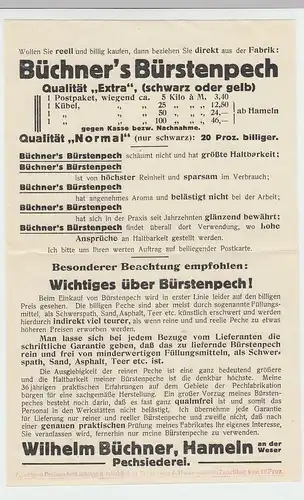 Wollen Sie reell und billig kaufen, dann beziehen Sie direkt aus der Fabrik:
Büchner's Bürstenpech
Qualität „Extra", (schwarz oder gelb)
1 Postpaket, wiegend ca. 5 Kilo à M. 3,40
1 Kübel, „ „ 25 „ „ „ 12,50
1 „ „ „ 50 „ „ „ 24,— ab Hameln
1 „ „ „ 100 „ „ „ 46,—
gegen Kasse bezw. Nachnahme.
Qualität „Normal" (nur schwarz): 20 Proz. billiger.
Büchner's Bürstenpech schäumt nicht und hat größte Haltbarkeit;
Büchner's Bürstenpech
ist von höchster Reinheit und sparsam im Verbrauch;
Büchner's Bürstenpech
hat angenehmes Aroma und belästigt nicht bei der Arbeit;
Büchner's Bürstenpech
hat sich in der Praxis seit Jahrzehnten glänzend bewährt;
Büchner's Bürstenpech findet überall dort Verwendung, wo hohe
Ansprüche an Haltbarkeit gestellt werden.
Ich bitte um Ihren werten Auftrag auf beiliegender Postkarte.
Besonderer Beachtung empfohlen:
Wichtiges über Bürstenpech!
Beim Einkauf von Bürstenpech wird in erster Linie leider auf den billigen
Preis gesehen. Die billigen Peche sind aber meist durch sogenannte Füllungs-
mittel, als Schwerspath, Sand, Asphalt, Teer etc. künstlich erschwert und werden
hierdurch indirekt viel teurer, als wenn reine und und reelle Peche zu etwas
höheren Preisen erworben werden.
Man lasse sich bei jedem Bezuge vom Lieferanten die
schriftliche Garantie geben, daß das zu liefernde Bürstenpech
rein und frei von minderwertigen Füllungsmitteln, als Schwer-
spath, Sand, Asphalt, Teer etc. ist.
Die Ausgiebigkeit der reinen Peche ist eine ganz bedeutend größere
und die Haltbarkeit meiner Bürstenpeche ist die denkbar höchste. Meine
36jährigen praktischen Erfahrungen auf dem Gebiete der Pechfabrikation
bürgen für eine sachgemäße Herstellung. Ein großer Vorzug meines Bürsten-
peches besteht noch darin, daß es fast ganz qualmfrei ist und somit das
Personal in den Werkstätten nicht belästigt. Ich übernehme jede Garantie
für Lieferung nur reiner und reeller Bürstenpeche und zweifle nicht, daß nach
einer genauen praktischen Prüfung meines Fabrikates Ihr eigenes Interesse,
Sie veranlassen wird, fernerhin nur noch meine Marken zu beziehen.
Wilhelm Büchner, Hameln an der Weser
Pechsiederei.